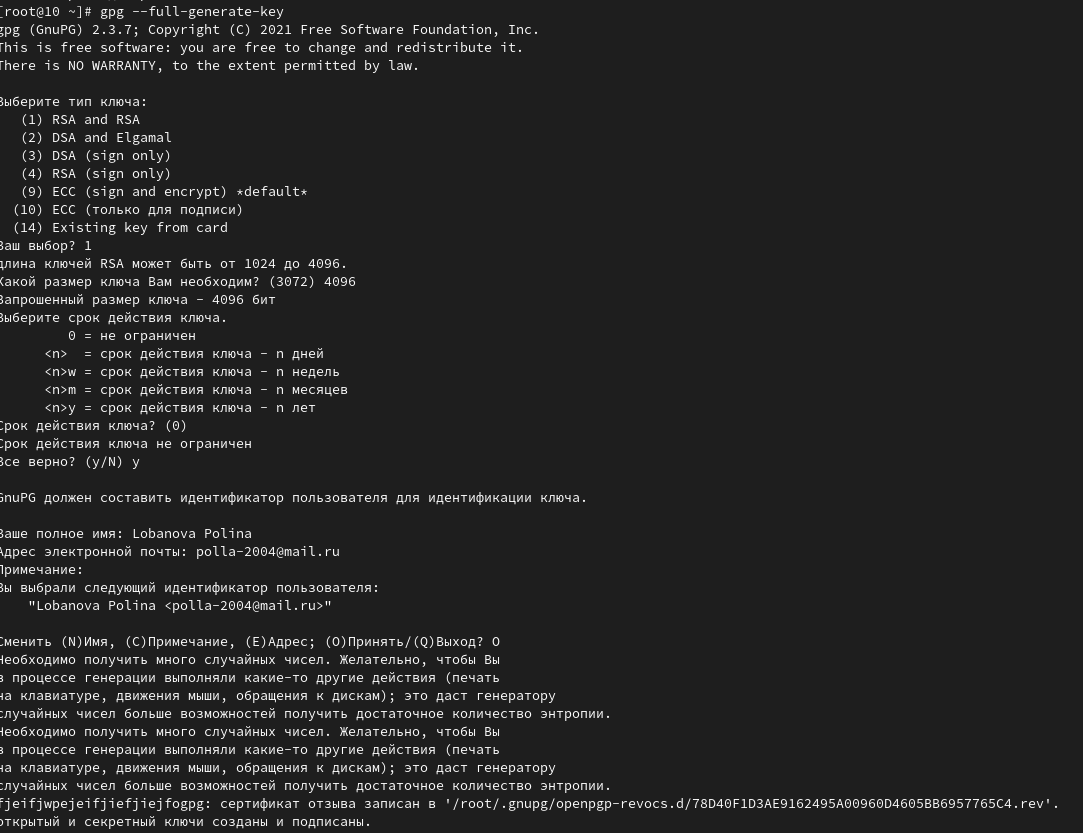 [root@10 ~]# gpg --full-generate-key
gpg (GnuPG) 2.3.7; Copyright (C) 2021 Free Software Foundation, Inc.
This is free software: you are free to change and redistribute it.
There is NO WARRANTY, to the extent permitted by law.
Выберите тип ключа:
(1) RSA and RSA
(2) DSA and Elgamal
(3) DSA (sign only)
(4) RSA (sign only)
(9) ECC (sign and encrypt) *default*
(10) ECC (только для подписи)
(14) Existing key from card
Ваш выбор? 1
длина ключей RSA может быть от 1024 до 4096.
Какой размер ключа Вам необходим? (3072) 4096
Запрошенный размер ключа - 4096 бит
Выберите срок действия ключа.
0 = не ограничен
<n>  = срок действия ключа - n дней
<n>w = срок действия ключа - n недель
<n>m = срок действия ключа - n месяцев
<n>y = срок действия ключа - n лет
Срок действия ключа? (0)
Срок действия ключа не ограничен
Все верно? (y/N) y
GnuPG должен составить идентификатор пользователя для идентификации ключа.
Ваше полное имя: Lobanova Polina
Адрес электронной почты: polla-2004@mail.ru
Примечание:
Вы выбрали следующий идентификатор пользователя:
"Lobanova Polina <polla-2004@mail.ru>"
Сменить (N)Имя, (C)Примечание, (E)Адрес; (O)Принять/(Q)Выход? O
Необходимо получить много случайных чисел. Желательно, чтобы Вы
в процессе генерации выполняли какие-то другие действия (печать
на клавиатуре, движения мыши, обращения к дискам); это даст генератору
случайных чисел больше возможностей получить достаточное количество энтропии.
Необходимо получить много случайных чисел. Желательно, чтобы Вы
в процессе генерации выполняли какие-то другие действия (печать
на клавиатуре, движения мыши, обращения к дискам); это даст генератору
случайных чисел больше возможностей получить достаточное количество энтропии.
fjeifjwpejeifjiefjiejfogpg: сертификат отзыва записан в '/root/.gnupg/openpgp-revocs.d/78D40F1D3AE9162495A00960D4605BB6957765C4.rev'.
открытый и секретный ключи созданы и подписаны.